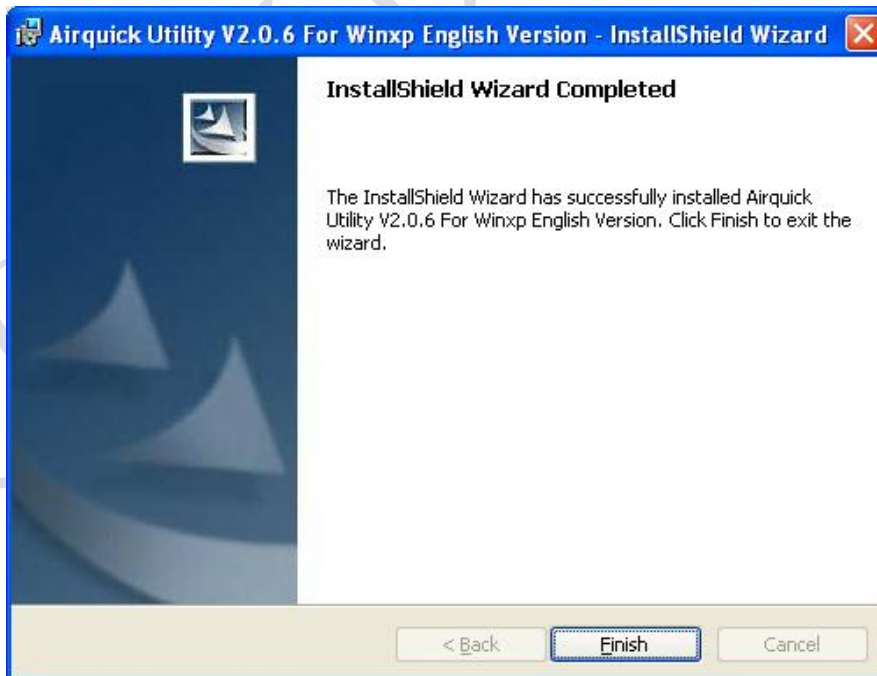 Airquick Utility V2.0.6 For Winxp English Version - InstallShield Wizard
InstallShield Wizard Completed
The InstallShield Wizard has successfully installed Airquick
Utility V2.0.6 For Winxp English Version. Click Finish to exit the
wizard.
< Back Finish Cancel